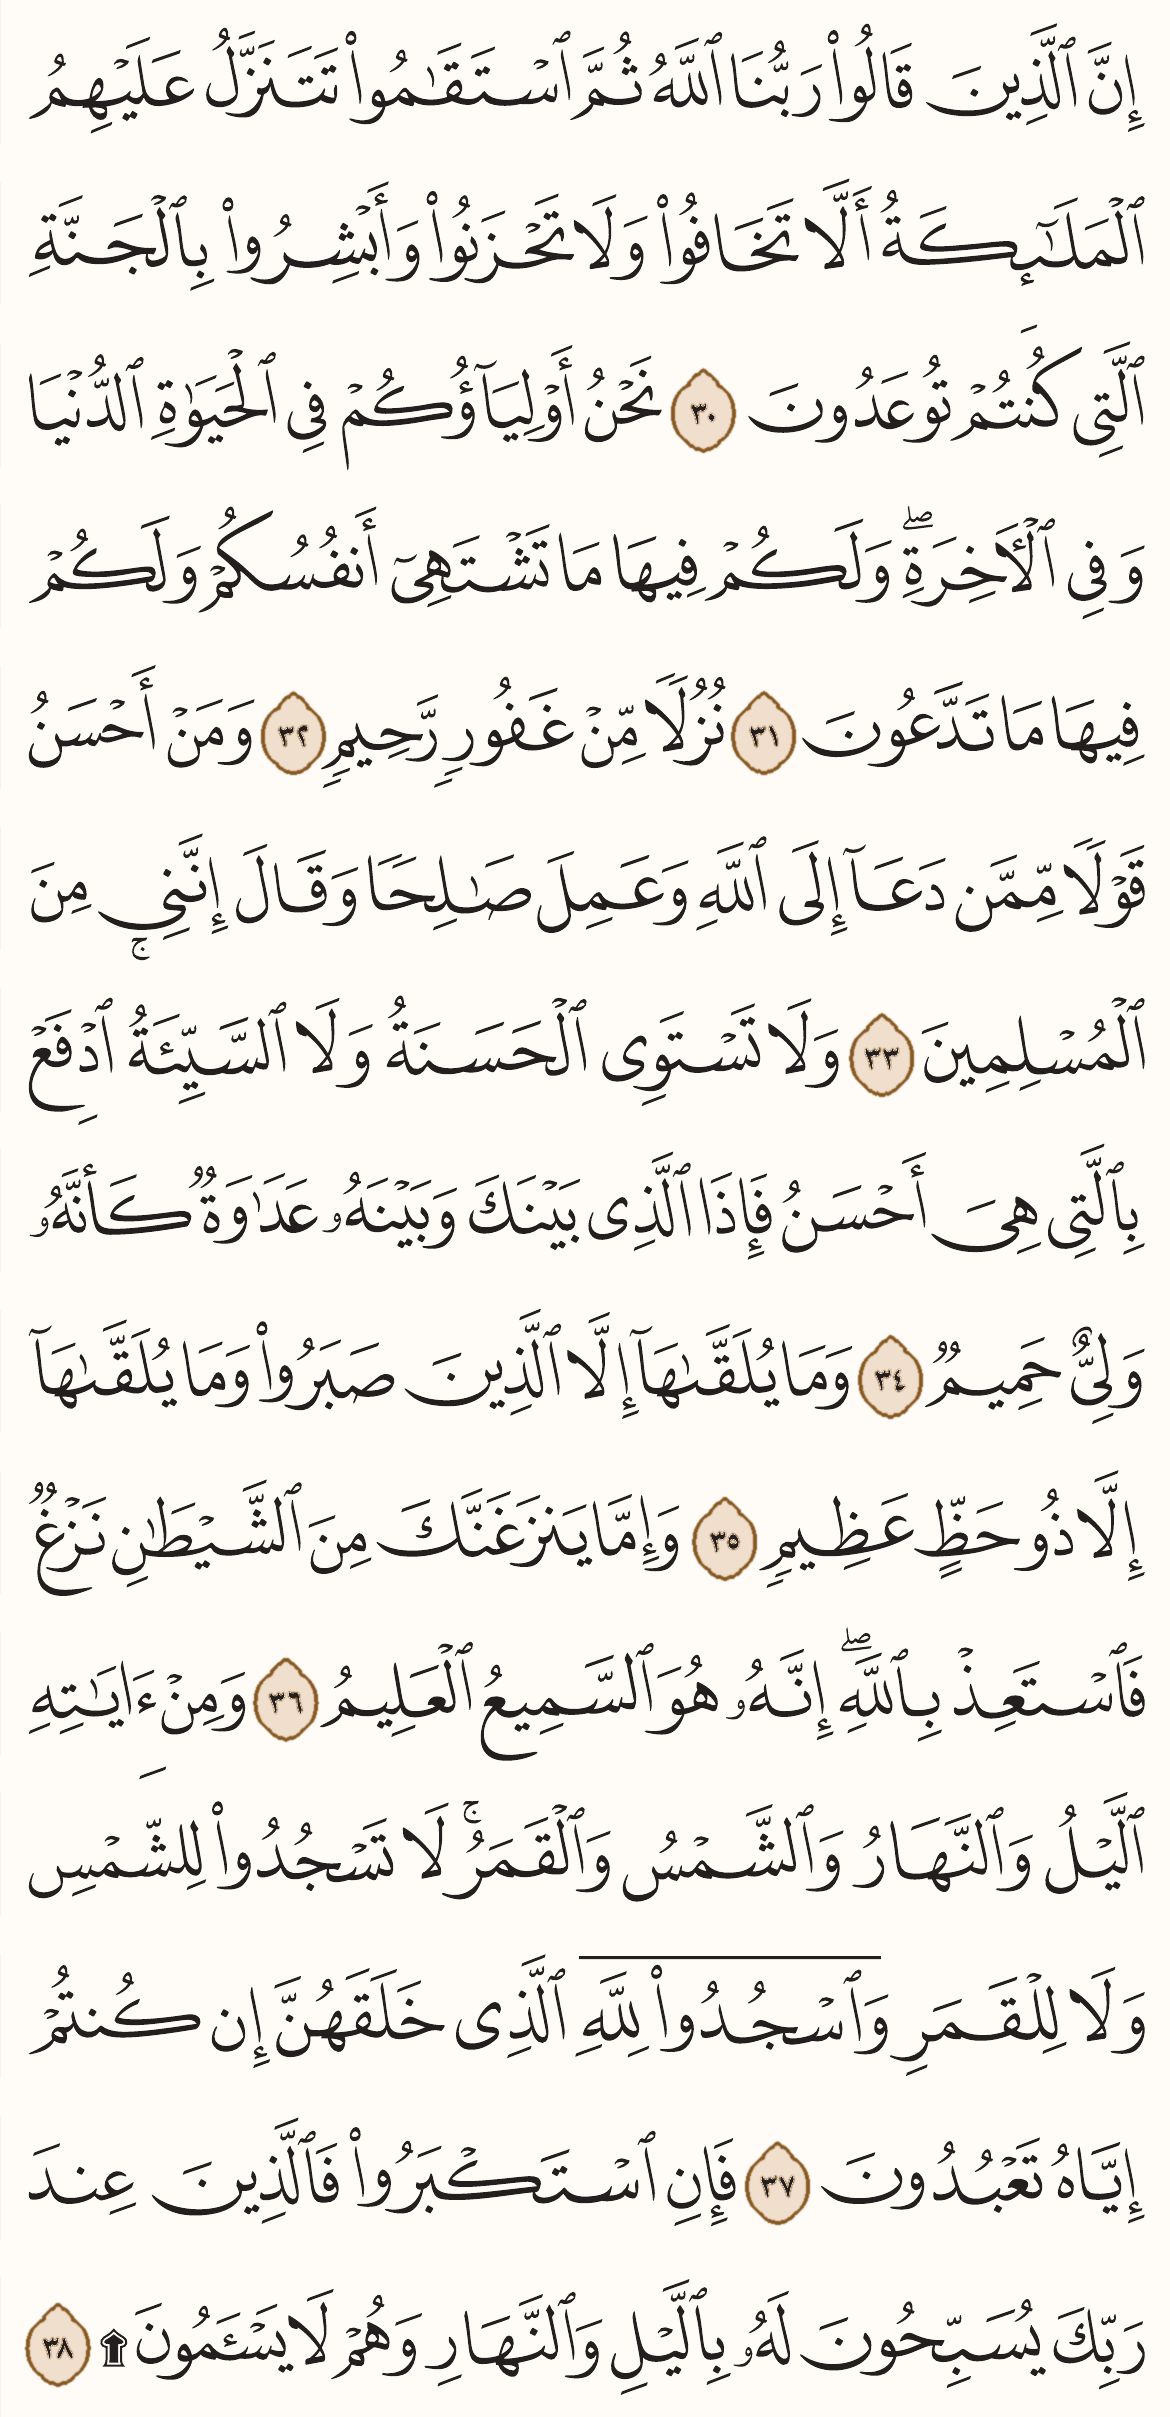 إِنَّ ٱلَّذِينَ قَالُوا۟ رَبُّنَا ٱللَّهُ ثُمَّ ٱسْتَقَـٰمُوا۟ تَتَنَزَّلُ عَلَيْهِمُ
ٱلْمَلَـٰٓئِكَةُ أَلَّا تَخَافُوا۟ وَلَا تَحْزَنُوا۟ وَأَبْشِرُوا۟ بِٱلْجَنَّةِ
ٱلَّتِى كُنتُمْ تُوعَدُونَ ٣٠ نَحْنُ أَوْلِيَآؤُكُمْ فِى ٱلْحَيَوٰةِ ٱلدُّنْيَا
وَفِى ٱلْـَٔاخِرَةِ ۖ وَلَكُمْ فِيهَا مَا تَشْتَهِىٓ أَنفُسُكُمْ وَلَكُمْ
فِيهَا مَا تَدَّعُونَ ٣١ نُزُلًا مِّنْ غَفُورٍ رَّحِيمٍ ٣٢ وَمَنْ أَحْسَنُ
قَوْلًا مِّمَّن دَعَآ إِلَى ٱللَّهِ وَعَمِلَ صَـٰلِحًا وَقَالَ إِنَّنِى مِنَ
ٱلْمُسْلِمِينَ ٣٣ وَلَا تَسْتَوِى ٱلْحَسَنَةُ وَلَا ٱلسَّيِّئَةُ ۚ ٱدْفَعْ
بِٱلَّتِى هِىَ أَحْسَنُ فَإِذَا ٱلَّذِى بَيْنَكَ وَبَيْنَهُۥ عَدَٰوَةٌ كَأَنَّهُۥ
وَلِىٌّ حَمِيمٌ ٣٤ وَمَا يُلَقَّىٰهَآ إِلَّا ٱلَّذِينَ صَبَرُوا۟ وَمَا يُلَقَّىٰهَآ
إِلَّا ذُو حَظٍّ عَظِيمٍ ٣٥ وَإِمَّا يَنزَغَنَّكَ مِنَ ٱلشَّيْطَـٰنِ نَزْغٌ
فَٱسْتَعِذْ بِٱللَّهِ ۖ إِنَّهُۥ هُوَ ٱلسَّمِيعُ ٱلْعَلِيمُ ٣٦ وَمِنْ ءَايَـٰتِهِ
ٱلَّيْلُ وَٱلنَّهَارُ وَٱلشَّمْسُ وَٱلْقَمَرُ ۚ لَا تَسْجُدُوا۟ لِلشَّمْسِ
وَلَا لِلْقَمَرِ وَٱسْجُدُوا۟ لِلَّهِ ٱلَّذِى خَلَقَهُنَّ إِن كُنتُمْ
إِيَّاهُ تَعْبُدُونَ ٣٧ فَإِنِ ٱسْتَكْبَرُوا۟ فَٱلَّذِينَ عِندَ
رَبِّكَ يُسَبِّحُونَ لَهُۥ بِٱلَّيْلِ وَٱلنَّهَارِ وَهُمْ لَا يَسْـَٔمُونَ ۩ ٣٨